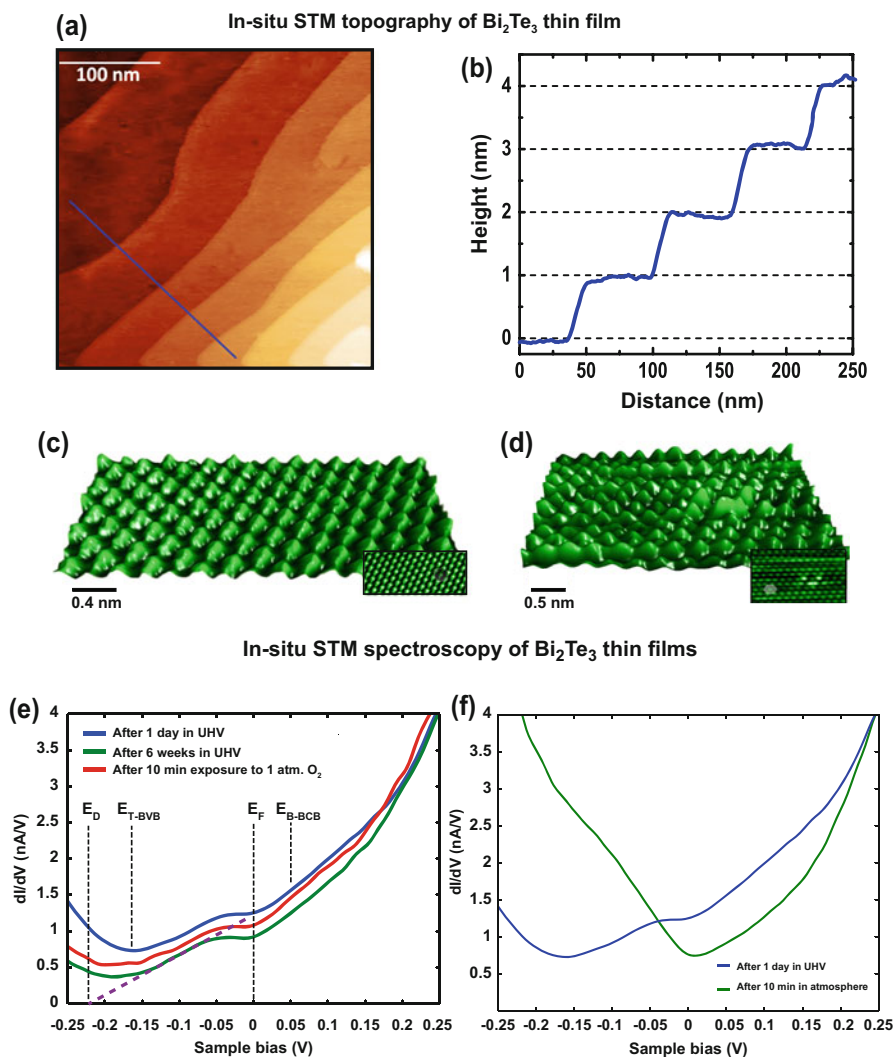 In-situ STM topography of Bi₂Te₃ thin film
(a)
100 nm
(b)
Height (nm)
4
3
2
1
0
0 50 100 150 200 250
Distance (nm)
(c)
0.4 nm
(d)
0.5 nm
In-situ STM spectroscopy of Bi₂Te₃ thin films
(e)
dI/dV (nA/V)
4
3.5
3
2.5
2
1.5
1
0.5
0
After 1 day in UHV
After 6 weeks in UHV
After 10 min exposure to 1 atm. O₂
E_D E_T-BVB E_F E_B-BCB
-0.25 -0.2 -0.15 -0.1 -0.05 0 0.05 0.1 0.15 0.2 0.25
Sample bias (V)
(f)
dI/dV (nA/V)
4
3.5
3
2.5
2
1.5
1
0.5
After 1 day in UHV
After 10 min in atmosphere
-0.25 -0.2 -0.15 -0.1 -0.05 0 0.05 0.1 0.15 0.2 0.25
Sample bias (V)